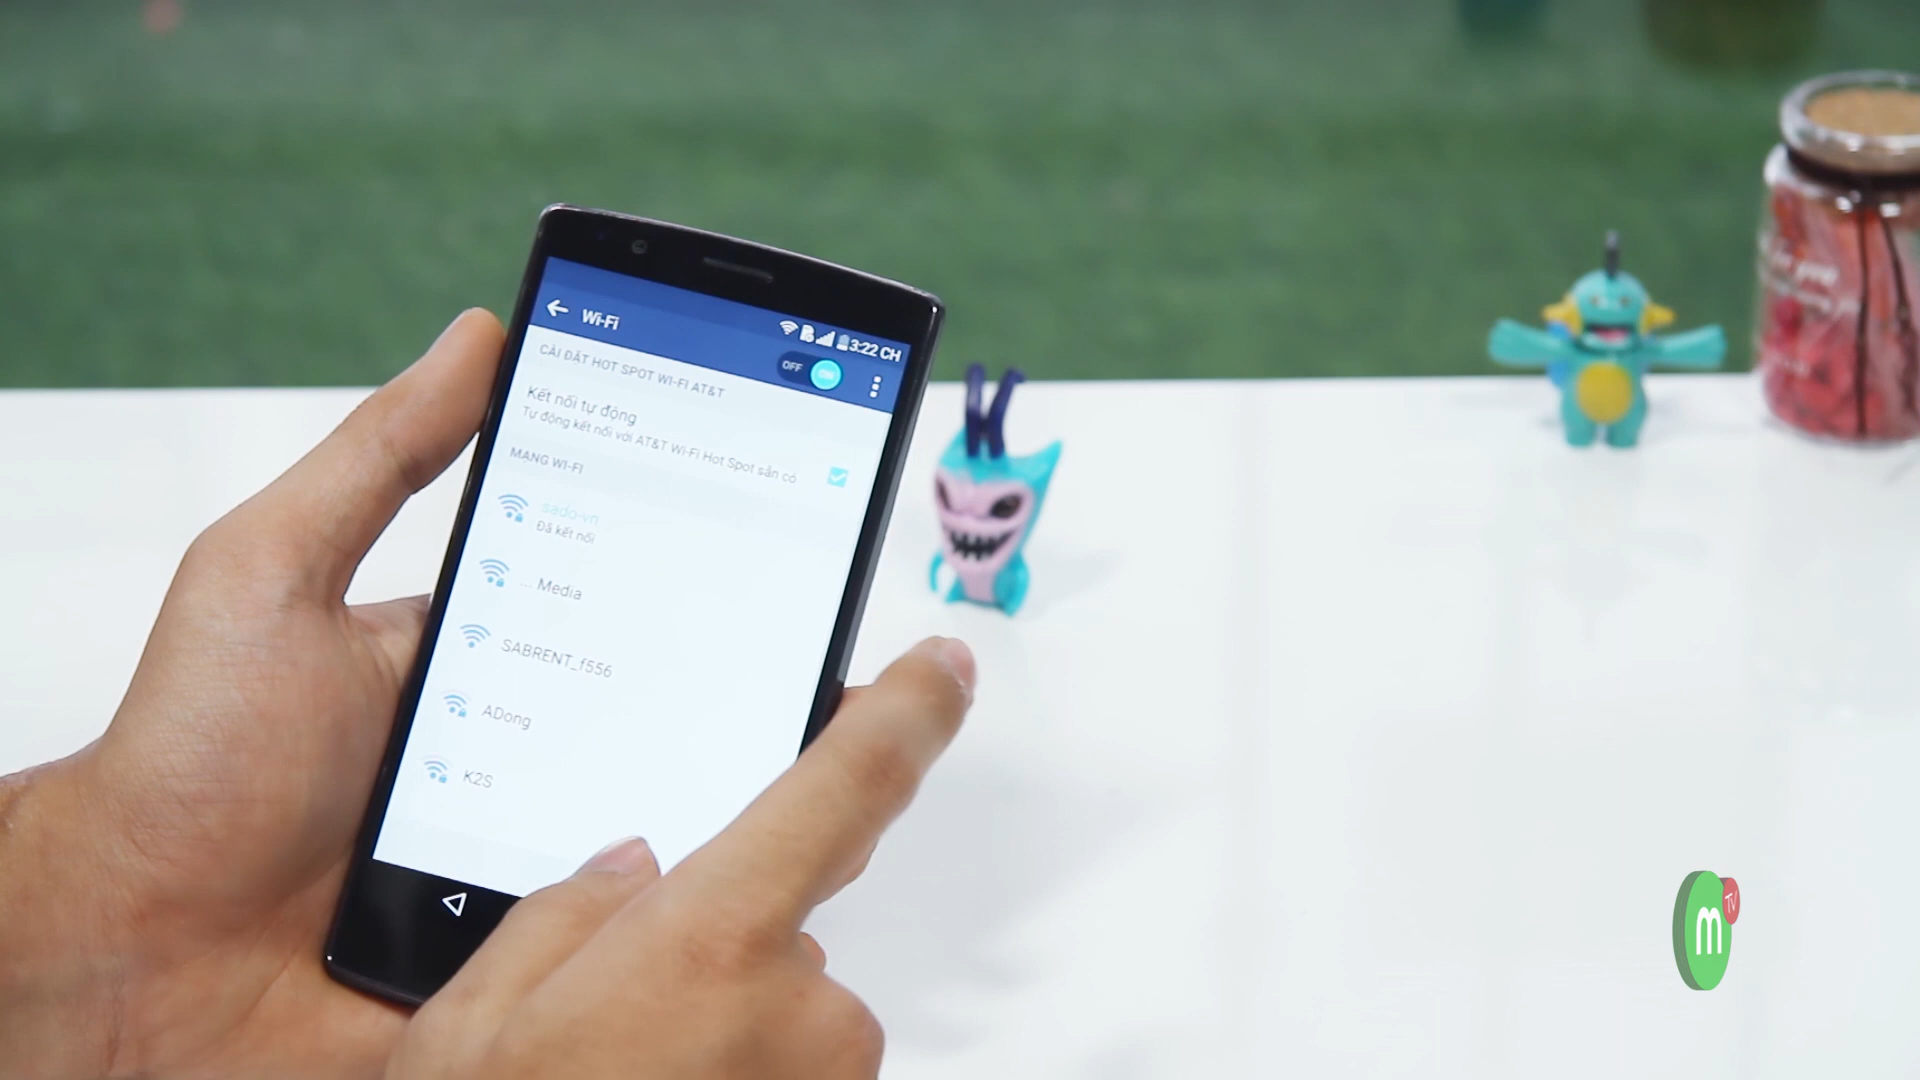 3:22 CH
Wi-Fi
OFF ON
CÀI ĐẶT HOT SPOT WI-FI AT&T
Kết nối tự động
Tự động kết nối với AT&T Wi-Fi Hot Spot sẵn có
MẠNG WI-FI
sado-vn
Đã kết nối
... Media
SABRENT_f556
ADong
K2S
m TV